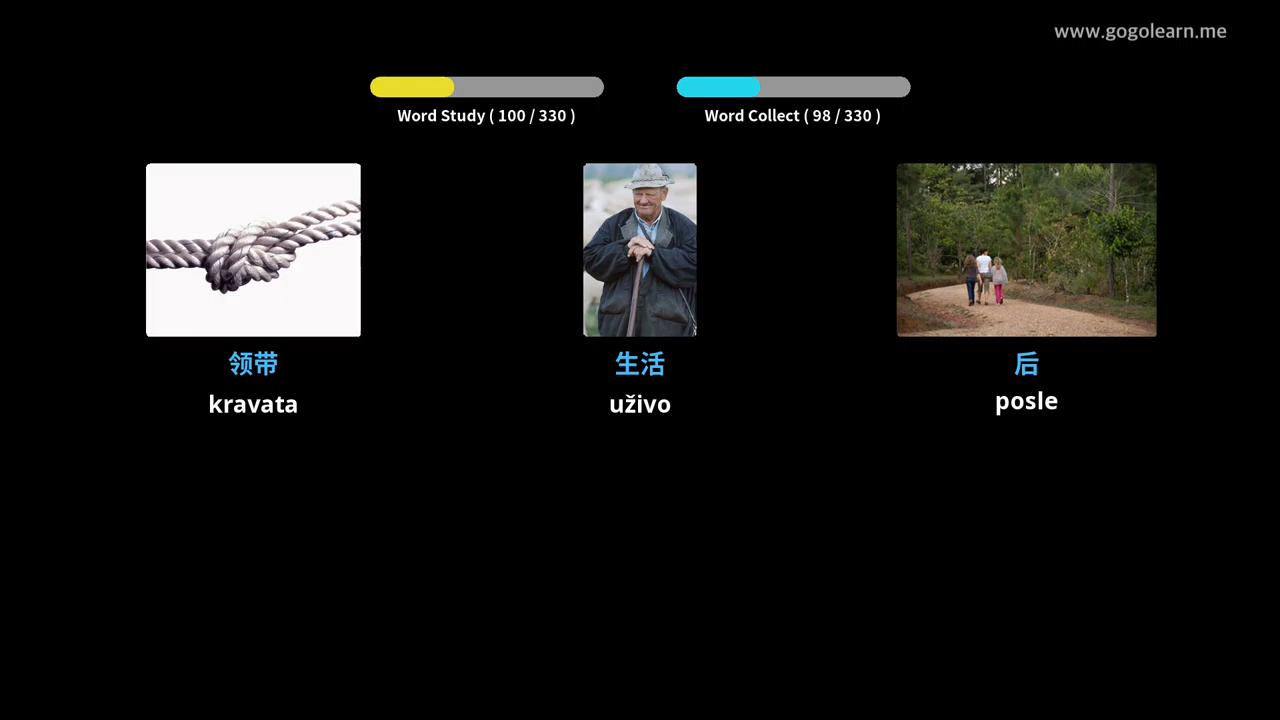 www.gogolearn.me
Word Study ( 100 / 330 )
Word Collect ( 98 / 330 )
领带
生活
后
kravata
uživo
posle